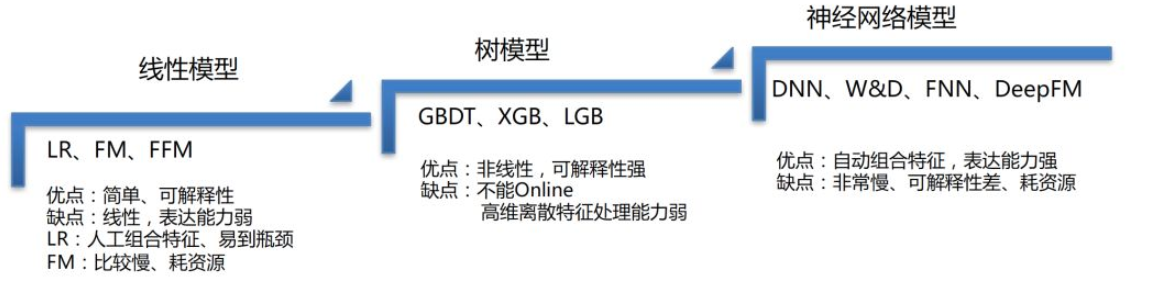 线性模型
LR、FM、FFM
优点：简单、可解释性
缺点：线性，表达能力弱
LR：人工组合特征、易到瓶颈
FM：比较慢、耗资源
树模型
GBDT、XGB、LGB
优点：非线性，可解释性强
缺点：不能Online
高维离散特征处理能力弱
神经网络模型
DNN、W&D、FNN、DeepFM
优点：自动组合特征，表达能力强
缺点：非常慢、可解释性差、耗资源